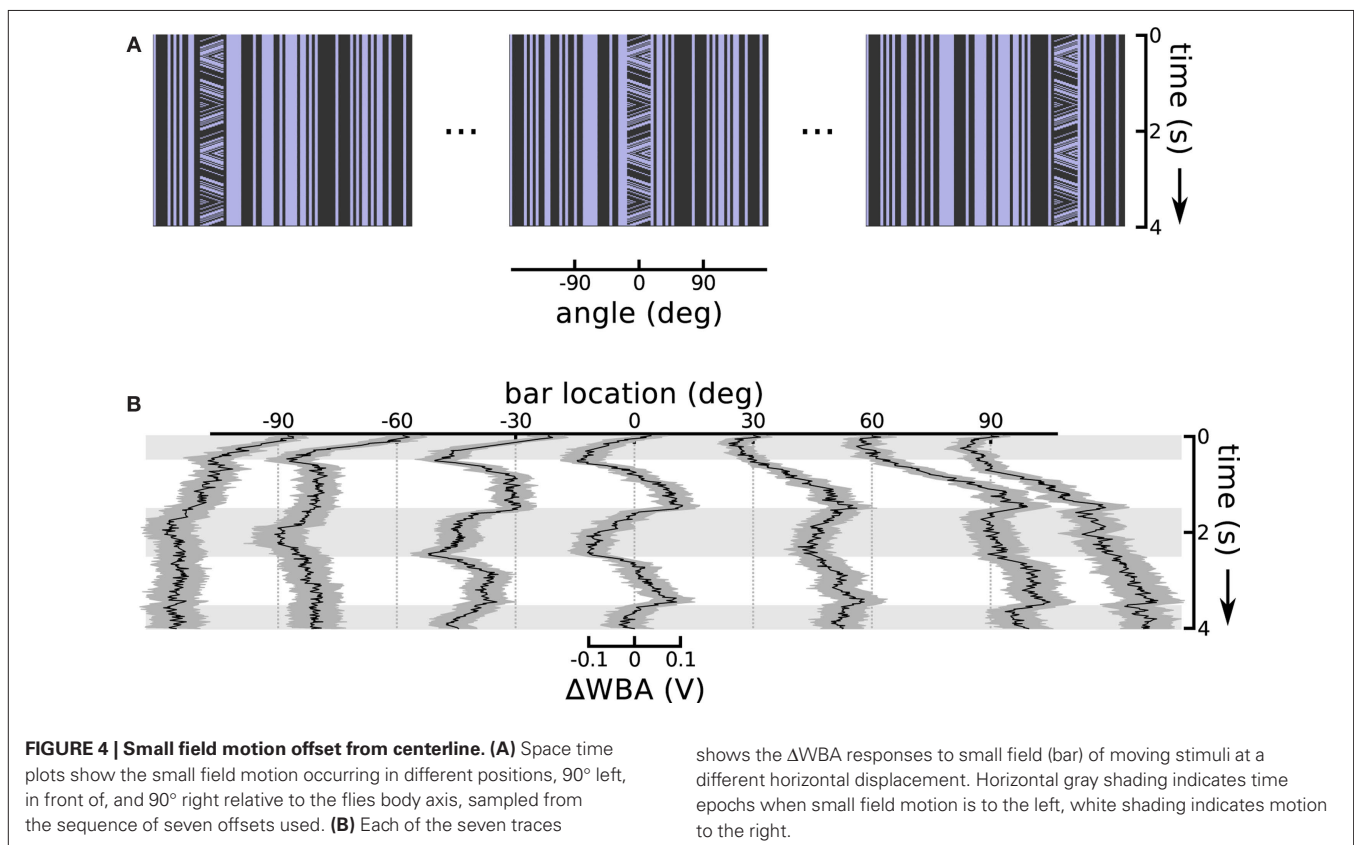 A
0
time (s)
2
4
...
...
-90 0 90
angle (deg)
bar location (deg)
B
-90 -60 -30 0 30 60 90
0
time (s)
2
4
-0.1 0 0.1
ΔWBA (V)
FIGURE 4 | Small field motion offset from centerline. (A) Space time
plots show the small field motion occurring in different positions, 90° left,
in front of, and 90° right relative to the flies body axis, sampled from
the sequence of seven offsets used. (B) Each of the seven traces
shows the ΔWBA responses to small field (bar) of moving stimuli at a
different horizontal displacement. Horizontal gray shading indicates time
epochs when small field motion is to the left, white shading indicates motion
to the right.